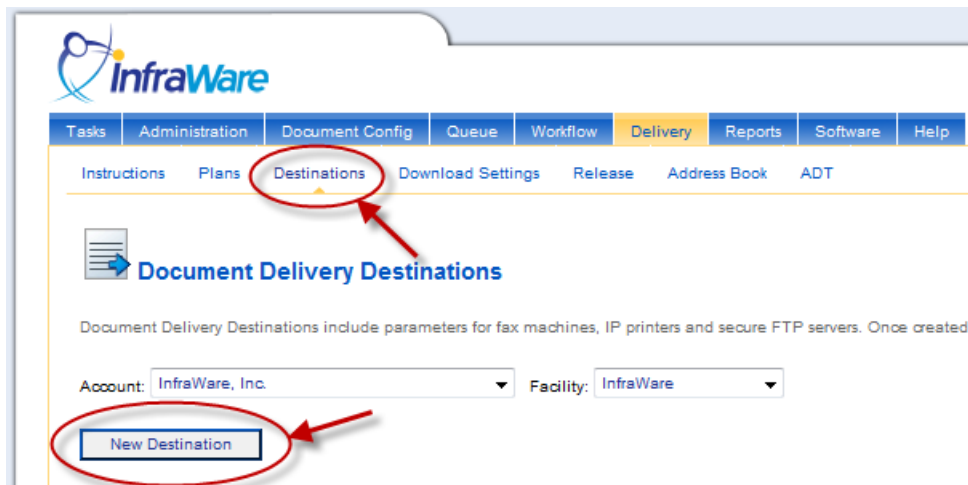 InfraWare
Tasks Administration Document Config Queue Workflow Delivery Reports Software Help
Instructions Plans Destinations Download Settings Release Address Book ADT
Document Delivery Destinations
Document Delivery Destinations include parameters for fax machines, IP printers and secure FTP servers. Once created
Account: InfraWare, Inc. Facility: InfraWare
New Destination